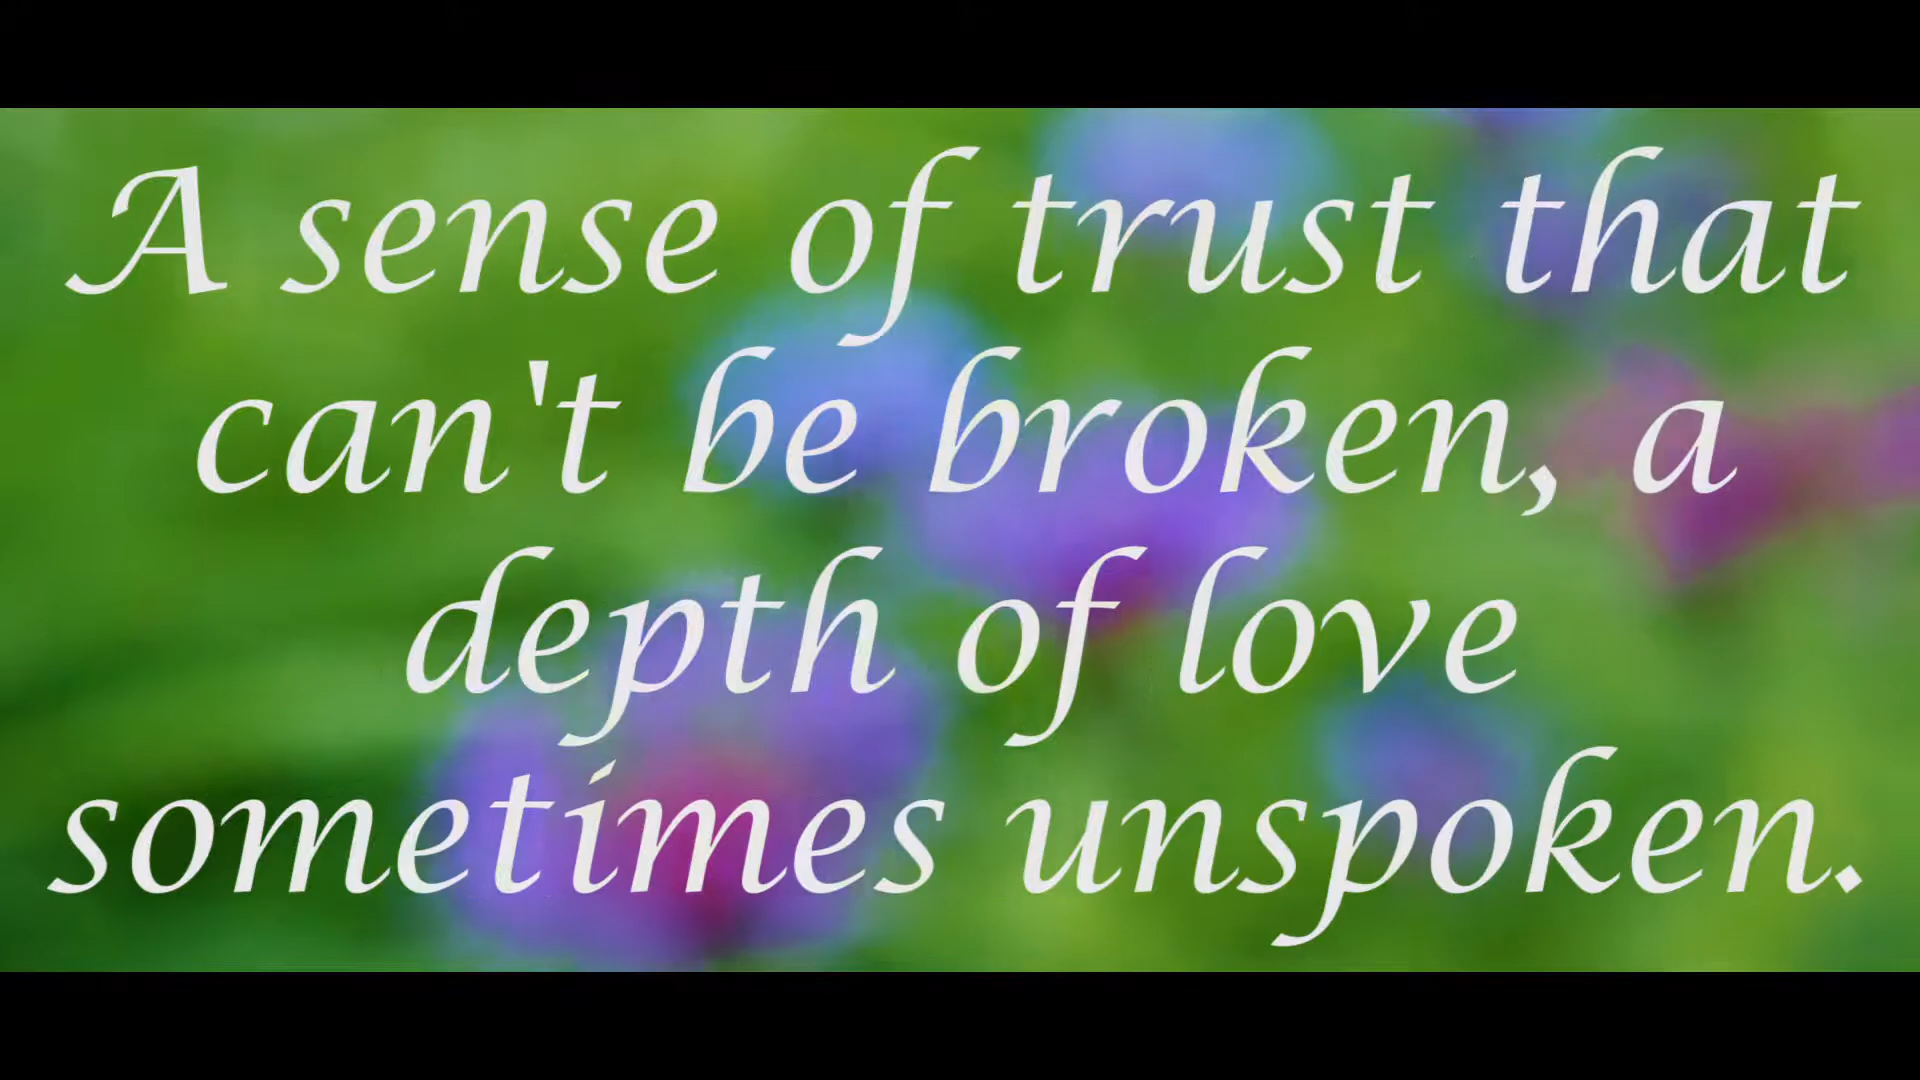 A sense of trust that
can't be broken, a
depth of love
sometimes unspoken.